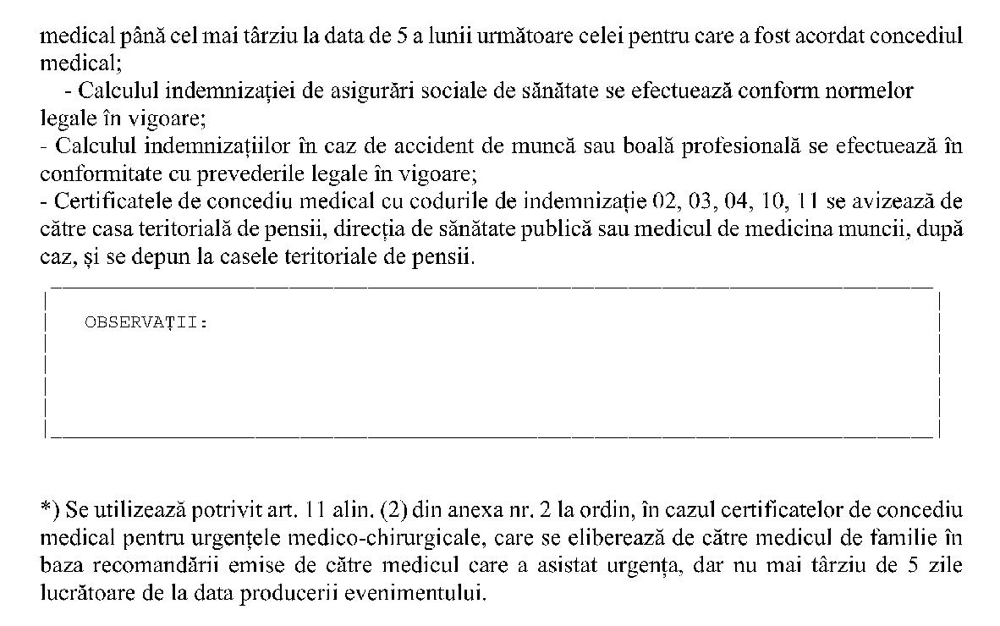 medical până cel mai târziu la data de 5 a lunii următoare celei pentru care a fost acordat concediul
medical;
- Calculul indemnizației de asigurări sociale de sănătate se efectuează conform normelor
legale în vigoare;
- Calculul indemnizațiilor în caz de accident de muncă sau boală profesională se efectuează în
conformitate cu prevederile legale în vigoare;
- Certificatele de concediu medical cu codurile de indemnizație 02, 03, 04, 10, 11 se avizează de
către casa teritorială de pensii, direcția de sănătate publică sau medicul de medicina muncii, după
caz, și se depun la casele teritoriale de pensii.
OBSERVAȚII:
*) Se utilizează potrivit art. 11 alin. (2) din anexa nr. 2 la ordin, în cazul certificatelor de concediu
medical pentru urgențele medico-chirurgicale, care se eliberează de către medicul de familie în
baza recomandării emise de către medicul care a asistat urgența, dar nu mai târziu de 5 zile
lucrătoare de la data producerii evenimentului.